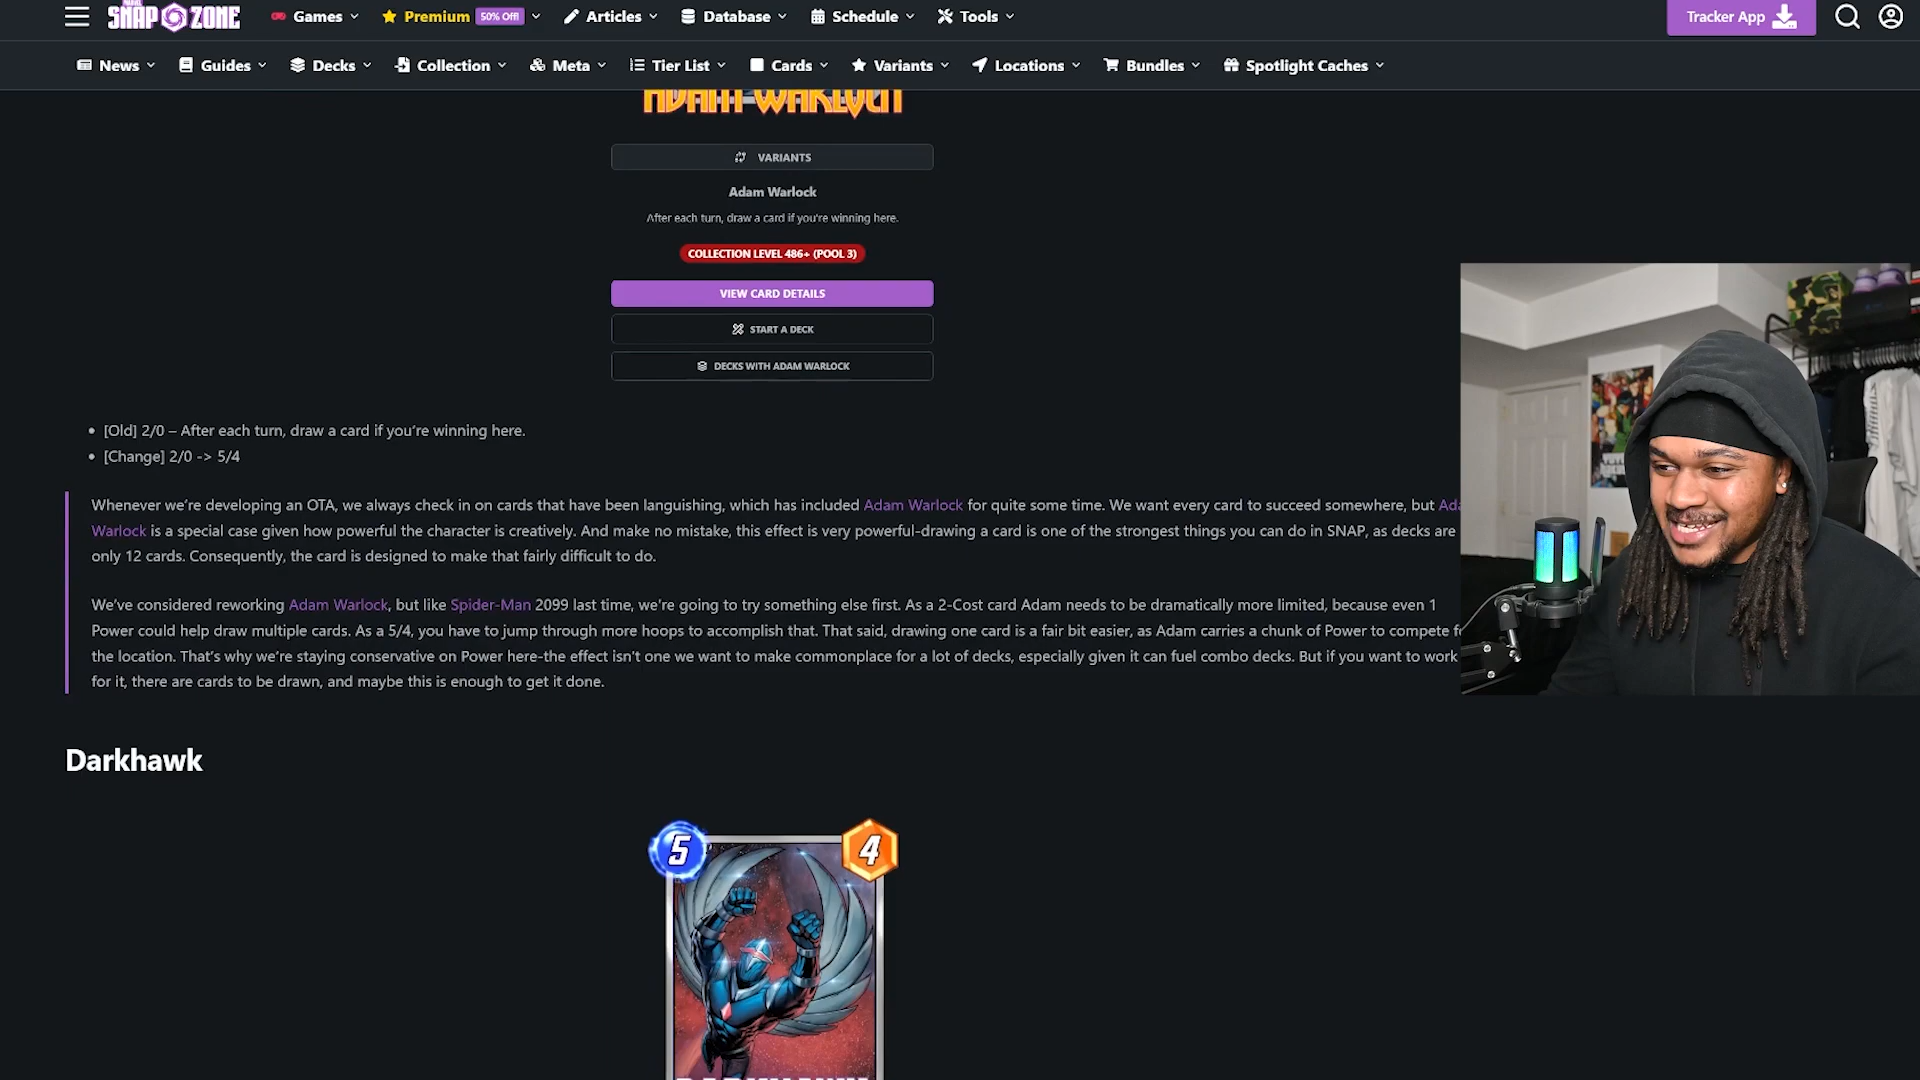 MARVEL SNAP ZONE
Games
Premium 50% Off!
Articles
Database
Schedule
Tools
Tracker App
News
Guides
Decks
Collection
Meta
Tier List
Cards
Variants
Locations
Bundles
Spotlight Caches
ADAM WARLOCK
VARIANTS
Adam Warlock
After each turn, draw a card if you're winning here.
COLLECTION LEVEL 486+ (POOL 3)
VIEW CARD DETAILS
START A DECK
DECKS WITH ADAM WARLOCK
[Old] 2/0 – After each turn, draw a card if you’re winning here.
[Change] 2/0 -> 5/4
Whenever we’re developing an OTA, we always check in on cards that have been languishing, which has included Adam Warlock for quite some time. We want every card to succeed somewhere, but
Warlock is a special case given how powerful the character is creatively. And make no mistake, this effect is very powerful-drawing a card is one of the strongest things you can do in SNAP, as decks are
only 12 cards. Consequently, the card is designed to make that fairly difficult to do.
We’ve considered reworking Adam Warlock, but like Spider-Man 2099 last time, we’re going to try something else first. As a 2-Cost card Adam needs to be dramatically more limited, because even 1
Power could help draw multiple cards. As a 5/4, you have to jump through more hoops to accomplish that. That said, drawing one card is a fair bit easier, as Adam carries a chunk of Power to compete
the location. That’s why we’re staying conservative on Power here-the effect isn't one we want to make commonplace for a lot of decks, especially given it can fuel combo decks. But if you want to work
for it, there are cards to be drawn, and maybe this is enough to get it done.
Darkhawk
5
4